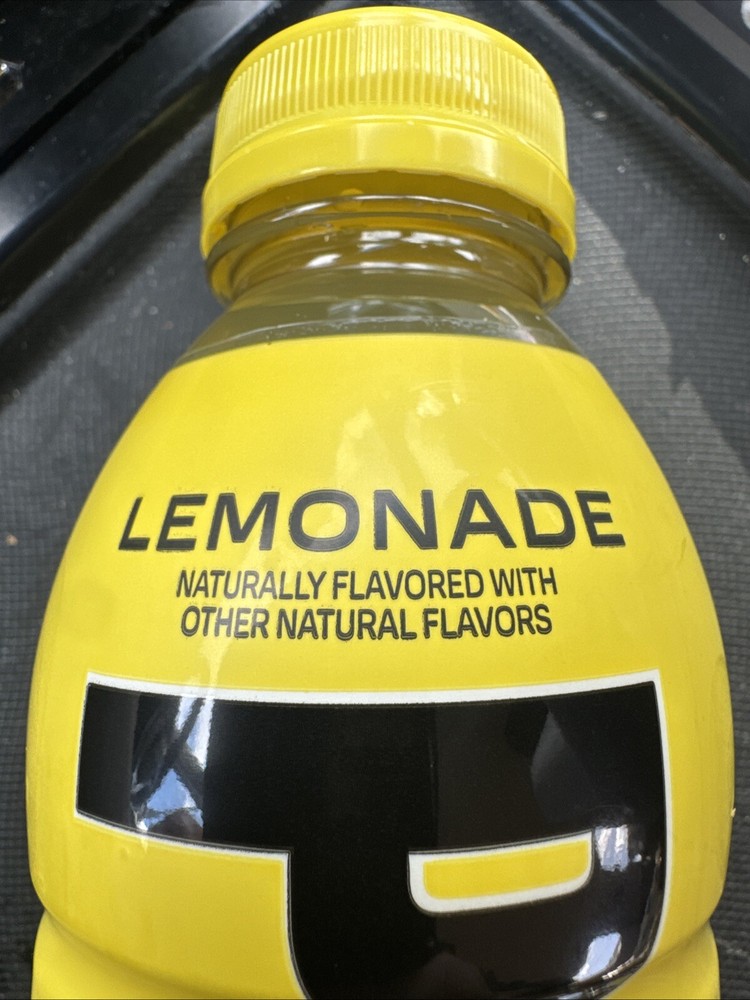 LEMONADE
NATURALLY FLAVORED WITH
OTHER NATURAL FLAVORS